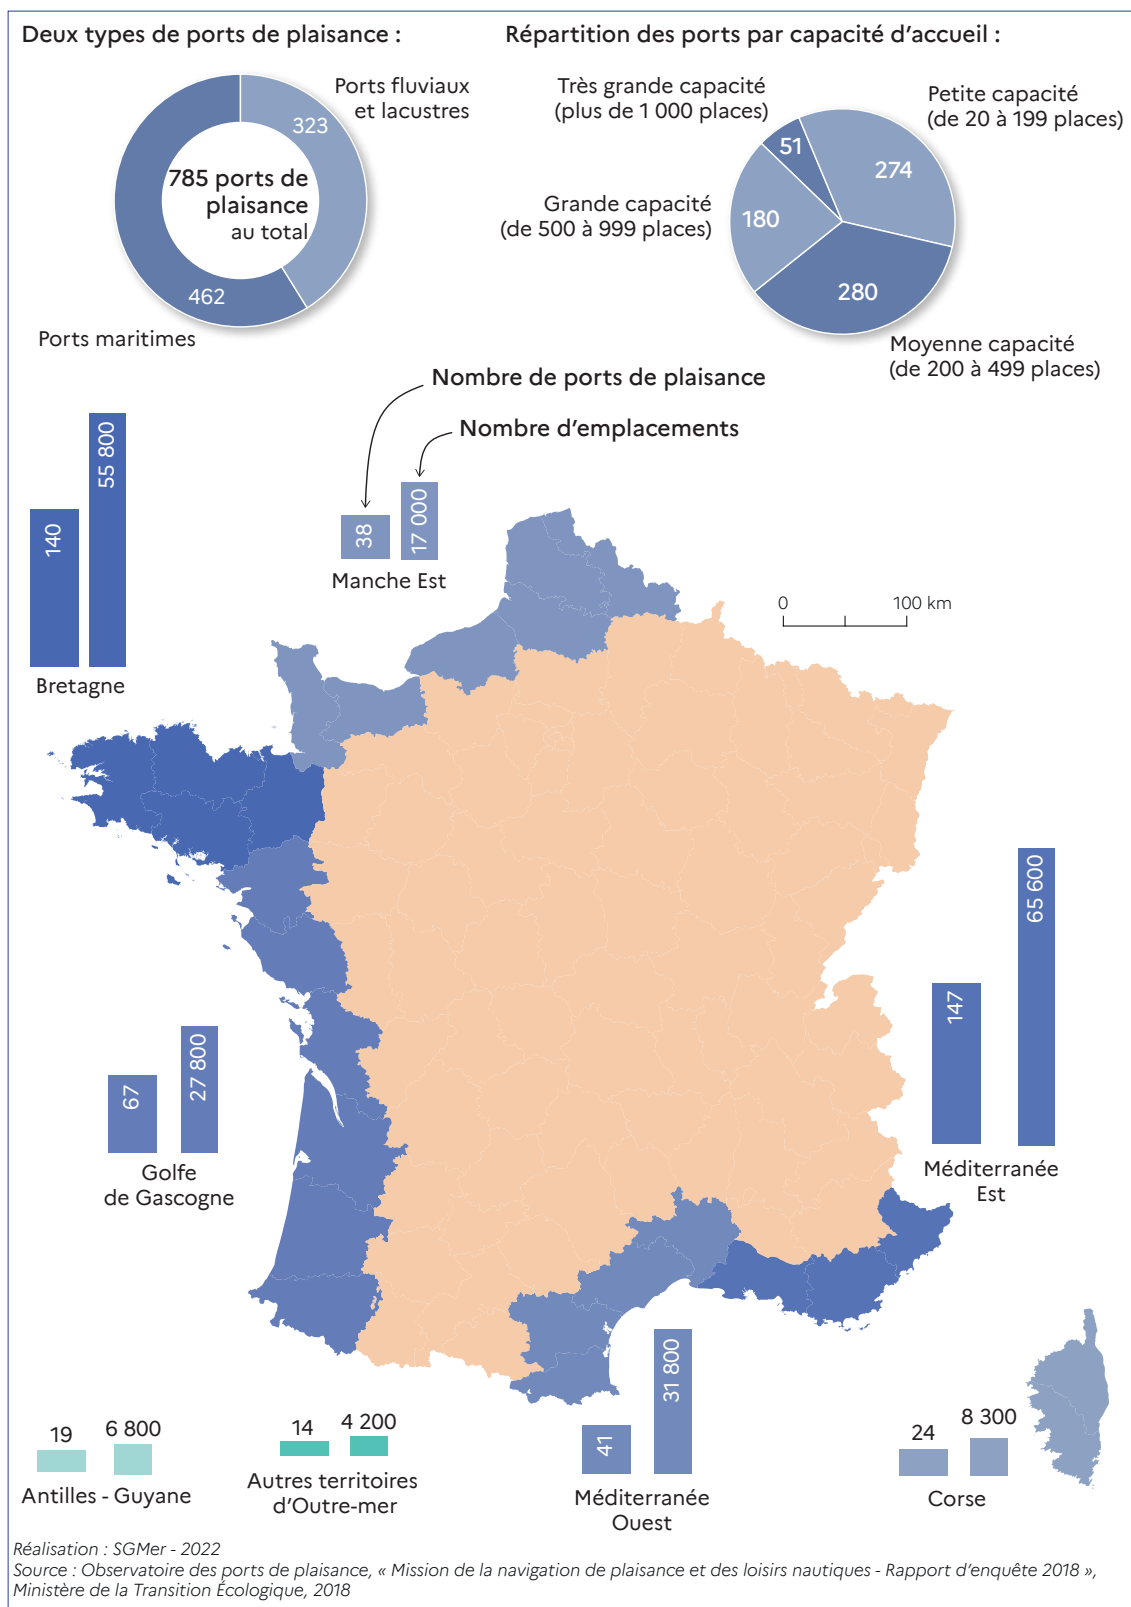 Deux types de ports de plaisance :
Ports fluviaux
et lacustres
323
785 ports de
plaisance
au total
462
Ports maritimes
Répartition des ports par capacité d'accueil :
Très grande capacité
(plus de 1 000 places)
Petite capacité
(de 20 à 199 places)
51
274
Grande capacité
(de 500 à 999 places)
180
280
Moyenne capacité
(de 200 à 499 places)
Nombre de ports de plaisance
Nombre d'emplacements
140
55 800
Bretagne
38
17 000
Manche Est
0
100 km
67
27 800
Golfe
de Gascogne
147
65 600
Méditerranée
Est
19
6 800
Antilles - Guyane
14
4 200
Autres territoires
d'Outre-mer
41
31 800
Méditerranée
Ouest
24
8 300
Corse
Réalisation : SGMer - 2022
Source : Observatoire des ports de plaisance, « Mission de la navigation de plaisance et des loisirs nautiques - Rapport d'enquête 2018 »,
Ministère de la Transition Écologique, 2018